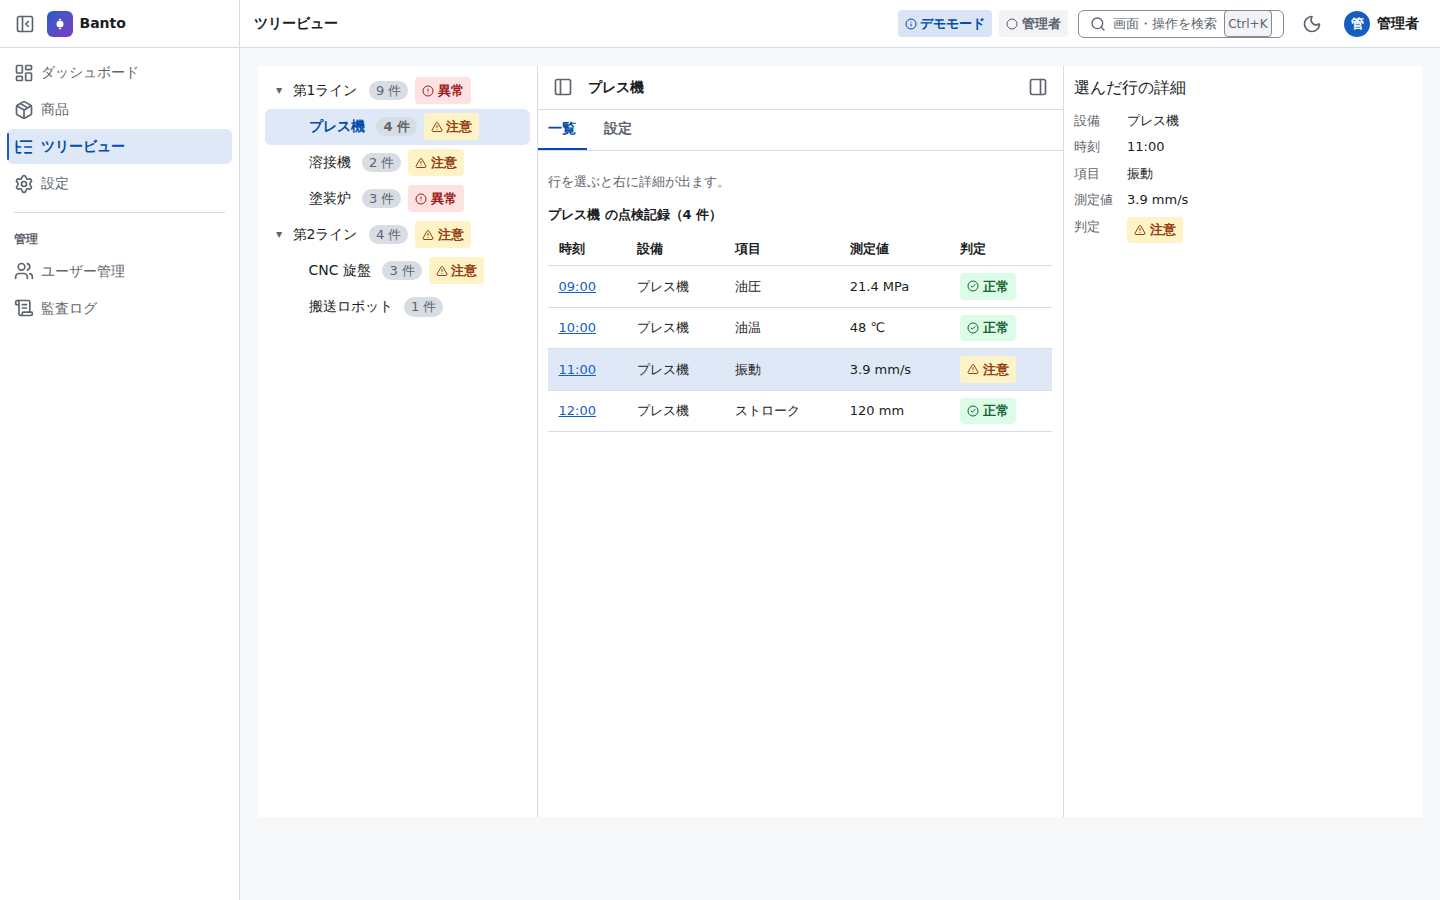 Banto
ツリービュー
デモモード
管理者
画面・操作を検索 Ctrl+K
管 管理者
ダッシュボード
商品
ツリービュー
設定
管理
ユーザー管理
監査ログ
第1ライン 9 件 異常
プレス機 4 件 注意
溶接機 2 件 注意
塗装炉 3 件 異常
第2ライン 4 件 注意
CNC 旋盤 3 件 注意
搬送ロボット 1 件
プレス機
一覧 設定
行を選ぶと右に詳細が出ます。
プレス機 の点検記録（4 件）
時刻 設備 項目 測定値 判定
09:00 プレス機 油圧 21.4 MPa 正常
10:00 プレス機 油温 48 ℃ 正常
11:00 プレス機 振動 3.9 mm/s 注意
12:00 プレス機 ストローク 120 mm 正常
選んだ行の詳細
設備 プレス機
時刻 11:00
項目 振動
測定値 3.9 mm/s
判定 注意